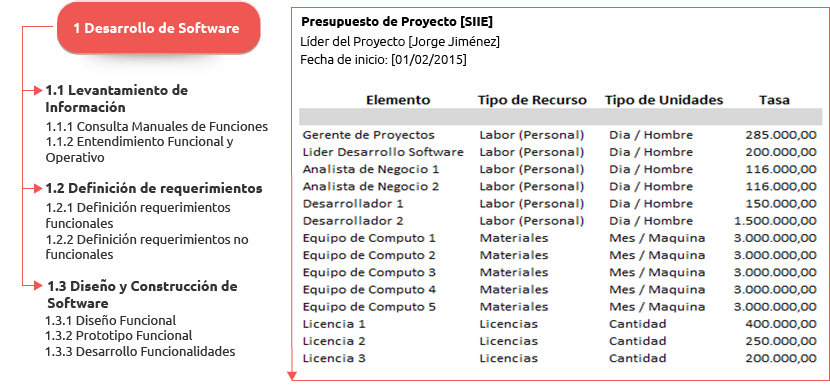 1 Desarrollo de Software
1.1 Levantamiento de
Información
1.1.1 Consulta Manuales de Funciones
1.1.2 Entendimiento Funcional y
Operativo
1.2 Definición de requerimientos
1.2.1 Definición requerimientos
funcionales
1.2.2 Definición requerimientos no
funcionales
1.3 Diseño y Construcción de
Software
1.3.1 Diseño Funcional
1.3.2 Prototipo Funcional
1.3.3 Desarrollo Funcionalidades
Presupuesto de Proyecto [SIIE]
Líder del Proyecto [Jorge Jiménez]
Fecha de inicio: [01/02/2015]
Elemento Tipo de Recurso Tipo de Unidades Tasa
Gerente de Proyectos Labor (Personal) Dia / Hombre 285.000,00
Lider Desarrollo Software Labor (Personal) Dia / Hombre 200.000,00
Analista de Negocio 1 Labor (Personal) Dia / Hombre 116.000,00
Analista de Negocio 2 Labor (Personal) Dia / Hombre 116.000,00
Desarrollador 1 Labor (Personal) Dia / Hombre 150.000,00
Desarrollador 2 Labor (Personal) Dia / Hombre 1.500.000,00
Equipo de Computo 1 Materiales Mes / Maquina 3.000.000,00
Equipo de Computo 2 Materiales Mes / Maquina 3.000.000,00
Equipo de Computo 3 Materiales Mes / Maquina 3.000.000,00
Equipo de Computo 4 Materiales Mes / Maquina 3.000.000,00
Equipo de Computo 5 Materiales Mes / Maquina 3.000.000,00
Licencia 1 Licencias Cantidad 400.000,00
Licencia 2 Licencias Cantidad 250.000,00
Licencia 3 Licencias Cantidad 200.000,00